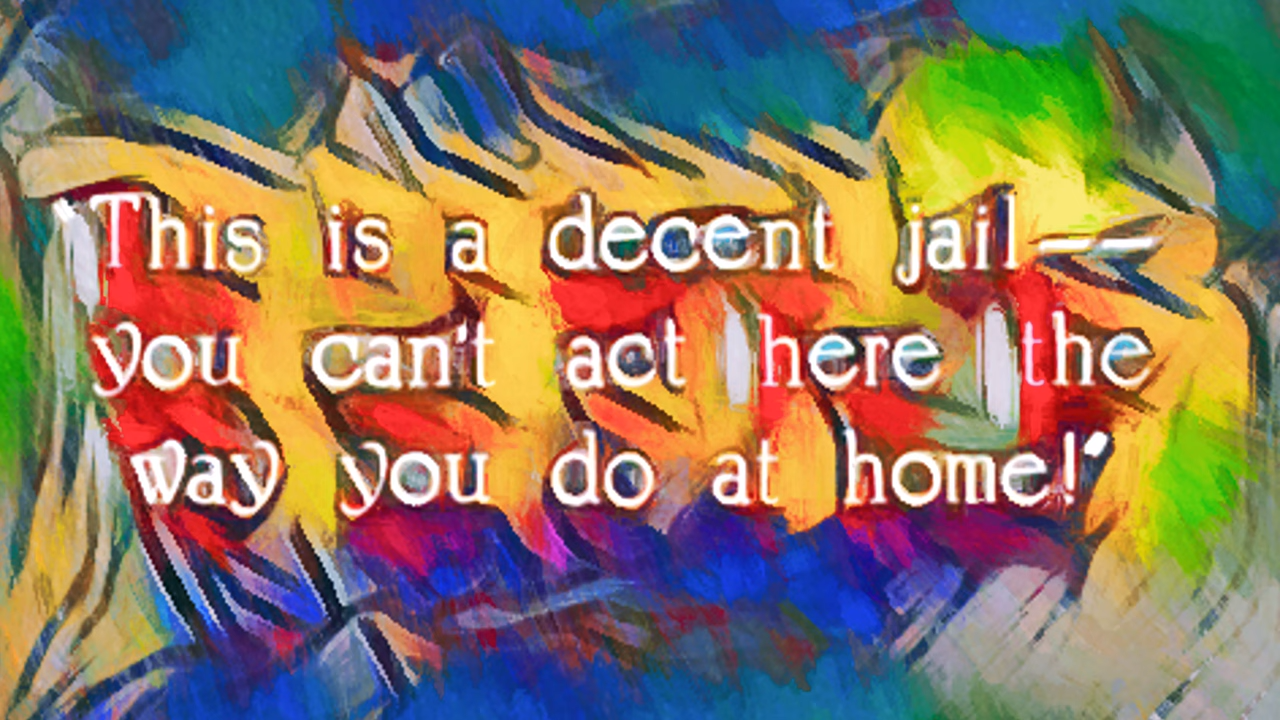 "This is a decent jail——
you can't act here the
way you do at home!"